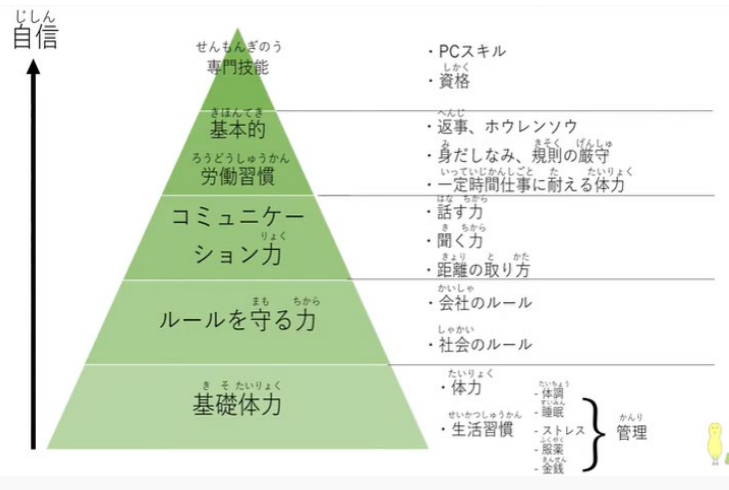 じしん
自信
せんもんぎのう
専門技能
・PCスキル
しかく
・資格
きほんてき
基本的
ろうどうしゅうかん
労働習慣
へんじ
・返事、ホウレンソウ
み きそく げんしゅ
・身だしなみ、規則の厳守
いっていじかんしごと た たいりょく
・一定時間仕事に耐える体力
コミュニケー
りょく
ション力
はな ちから
・話す力
き ちから
・聞く力
きょり と かた
・距離の取り方
まも ちから
ルールを守る力
かいしゃ
・会社のルール
しゃかい
・社会のルール
き そ たいりょく
基礎体力
たいりょく
・体力
せいかつしゅうかん
・生活習慣
たいちょう
- 体調
すいみん
- 睡眠
- ストレス
ふくやく
- 服薬
きんせん
- 金銭
かんり
管理